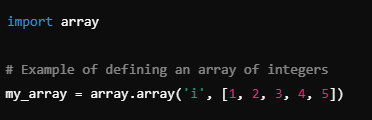 import array
# Example of defining an array of integers
my_array = array.array('i', [1, 2, 3, 4, 5])